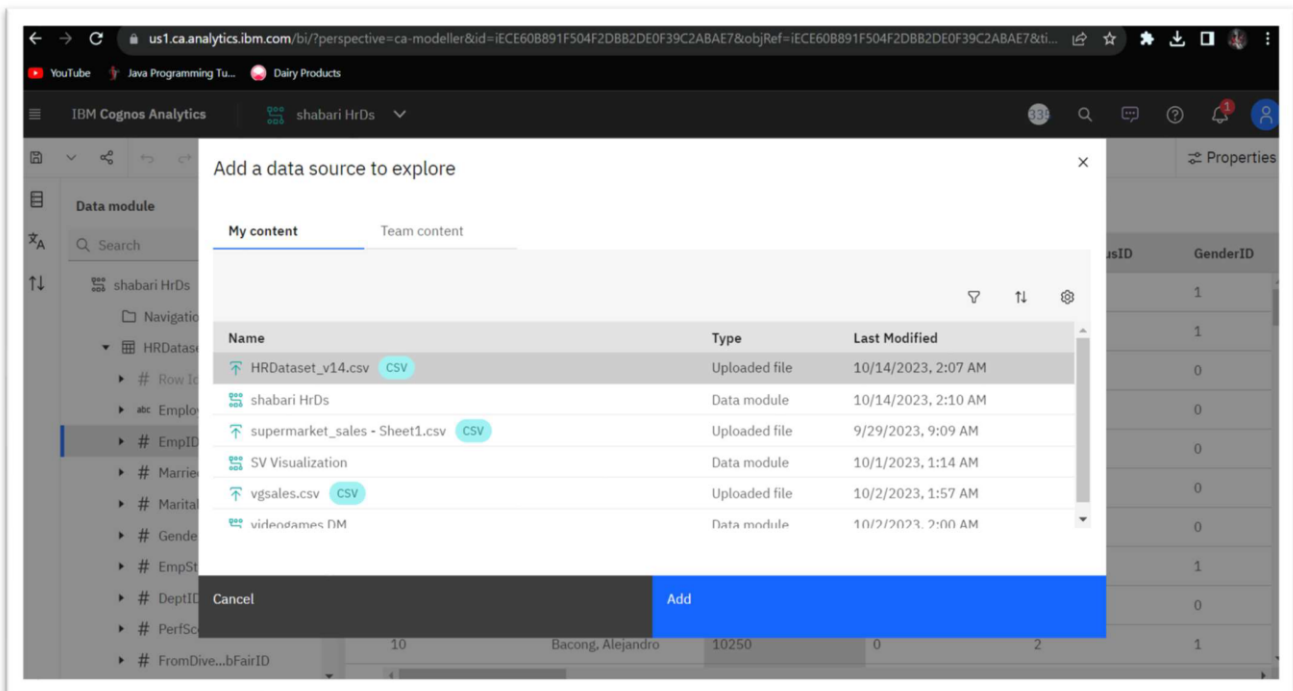 us1.ca.analytics.ibm.com/bi/?perspective=ca-modeller&id=iECE60B891F504F2DBB2DE0F39C2ABAE7&objRef=iECE60B891F504F2DBB2DE0F39C2ABAE7&ti...
YouTube Java Programming Tu... Dairy Products
IBM Cognos Analytics shabari HrDs 1
Add a data source to explore
Properties
Data module
My content Team content
Search
usID GenderID
shabari HrDs 1
Navigatio
Name Type Last Modified 1
HRDatase
HRDataset_v14.csv CSV Uploaded file 10/14/2023, 2:07 AM 0
# Row Id
shabari HrDs Data module 10/14/2023, 2:10 AM 0
abc Employ
supermarket_sales - Sheet1.csv CSV Uploaded file 9/29/2023, 9:09 AM
# EmpID 0
SV Visualization Data module 10/1/2023, 1:14 AM
# Married 0
vgsales.csv CSV Uploaded file 10/2/2023, 1:57 AM
# Marital
videogames DM Data module 10/2/2023, 2:00 AM 0
# Gende
# EmpSt 1
# DeptID Cancel Add 0
# PerfSc
10 Bacong, Alejandro 10250 0 2 1
# FromDive...bFairID